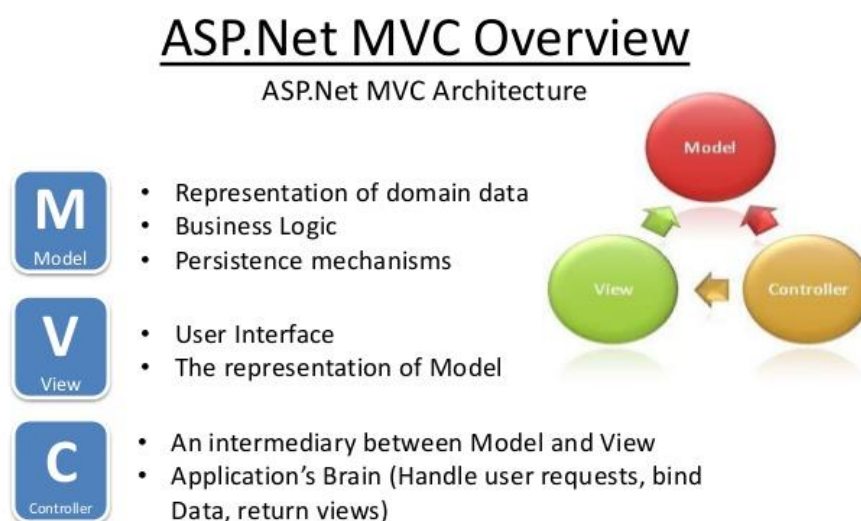 ASP.Net MVC Overview
ASP.Net MVC Architecture
M
Model
• Representation of domain data
• Business Logic
• Persistence mechanisms
V
View
• User Interface
• The representation of Model
C
Controller
• An intermediary between Model and View
• Application’s Brain (Handle user requests, bind
Data, return views)
Model
View
Controller